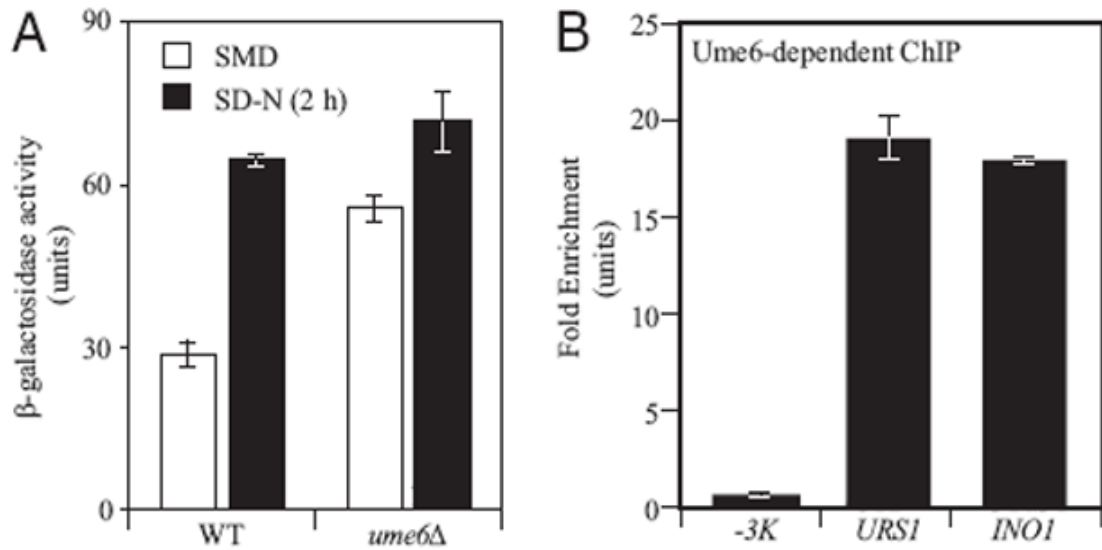 A
90
60
30
0
β-galactosidase activity
(units)
SMD
SD-N (2 h)
WT
ume6Δ
B
25
20
15
10
5
0
Fold Enrichment
(units)
Ume6-dependent ChIP
-3K
URS1
INO1